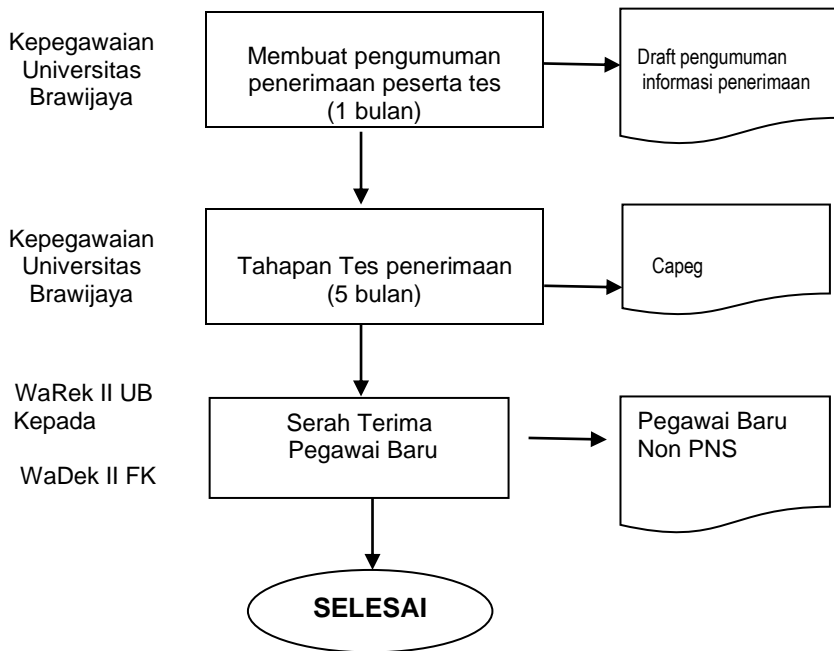 Kepegawaian
Universitas
Brawijaya
Membuat pengumuman
penerimaan peserta tes
(1 bulan)
Draft pengumuman
informasi penerimaan
Kepegawaian
Universitas
Brawijaya
Tahapan Tes penerimaan
(5 bulan)
Capeg
WaRek II UB
Kepada
WaDek II FK
Serah Terima
Pegawai Baru
Pegawai Baru
Non PNS
SELESAI